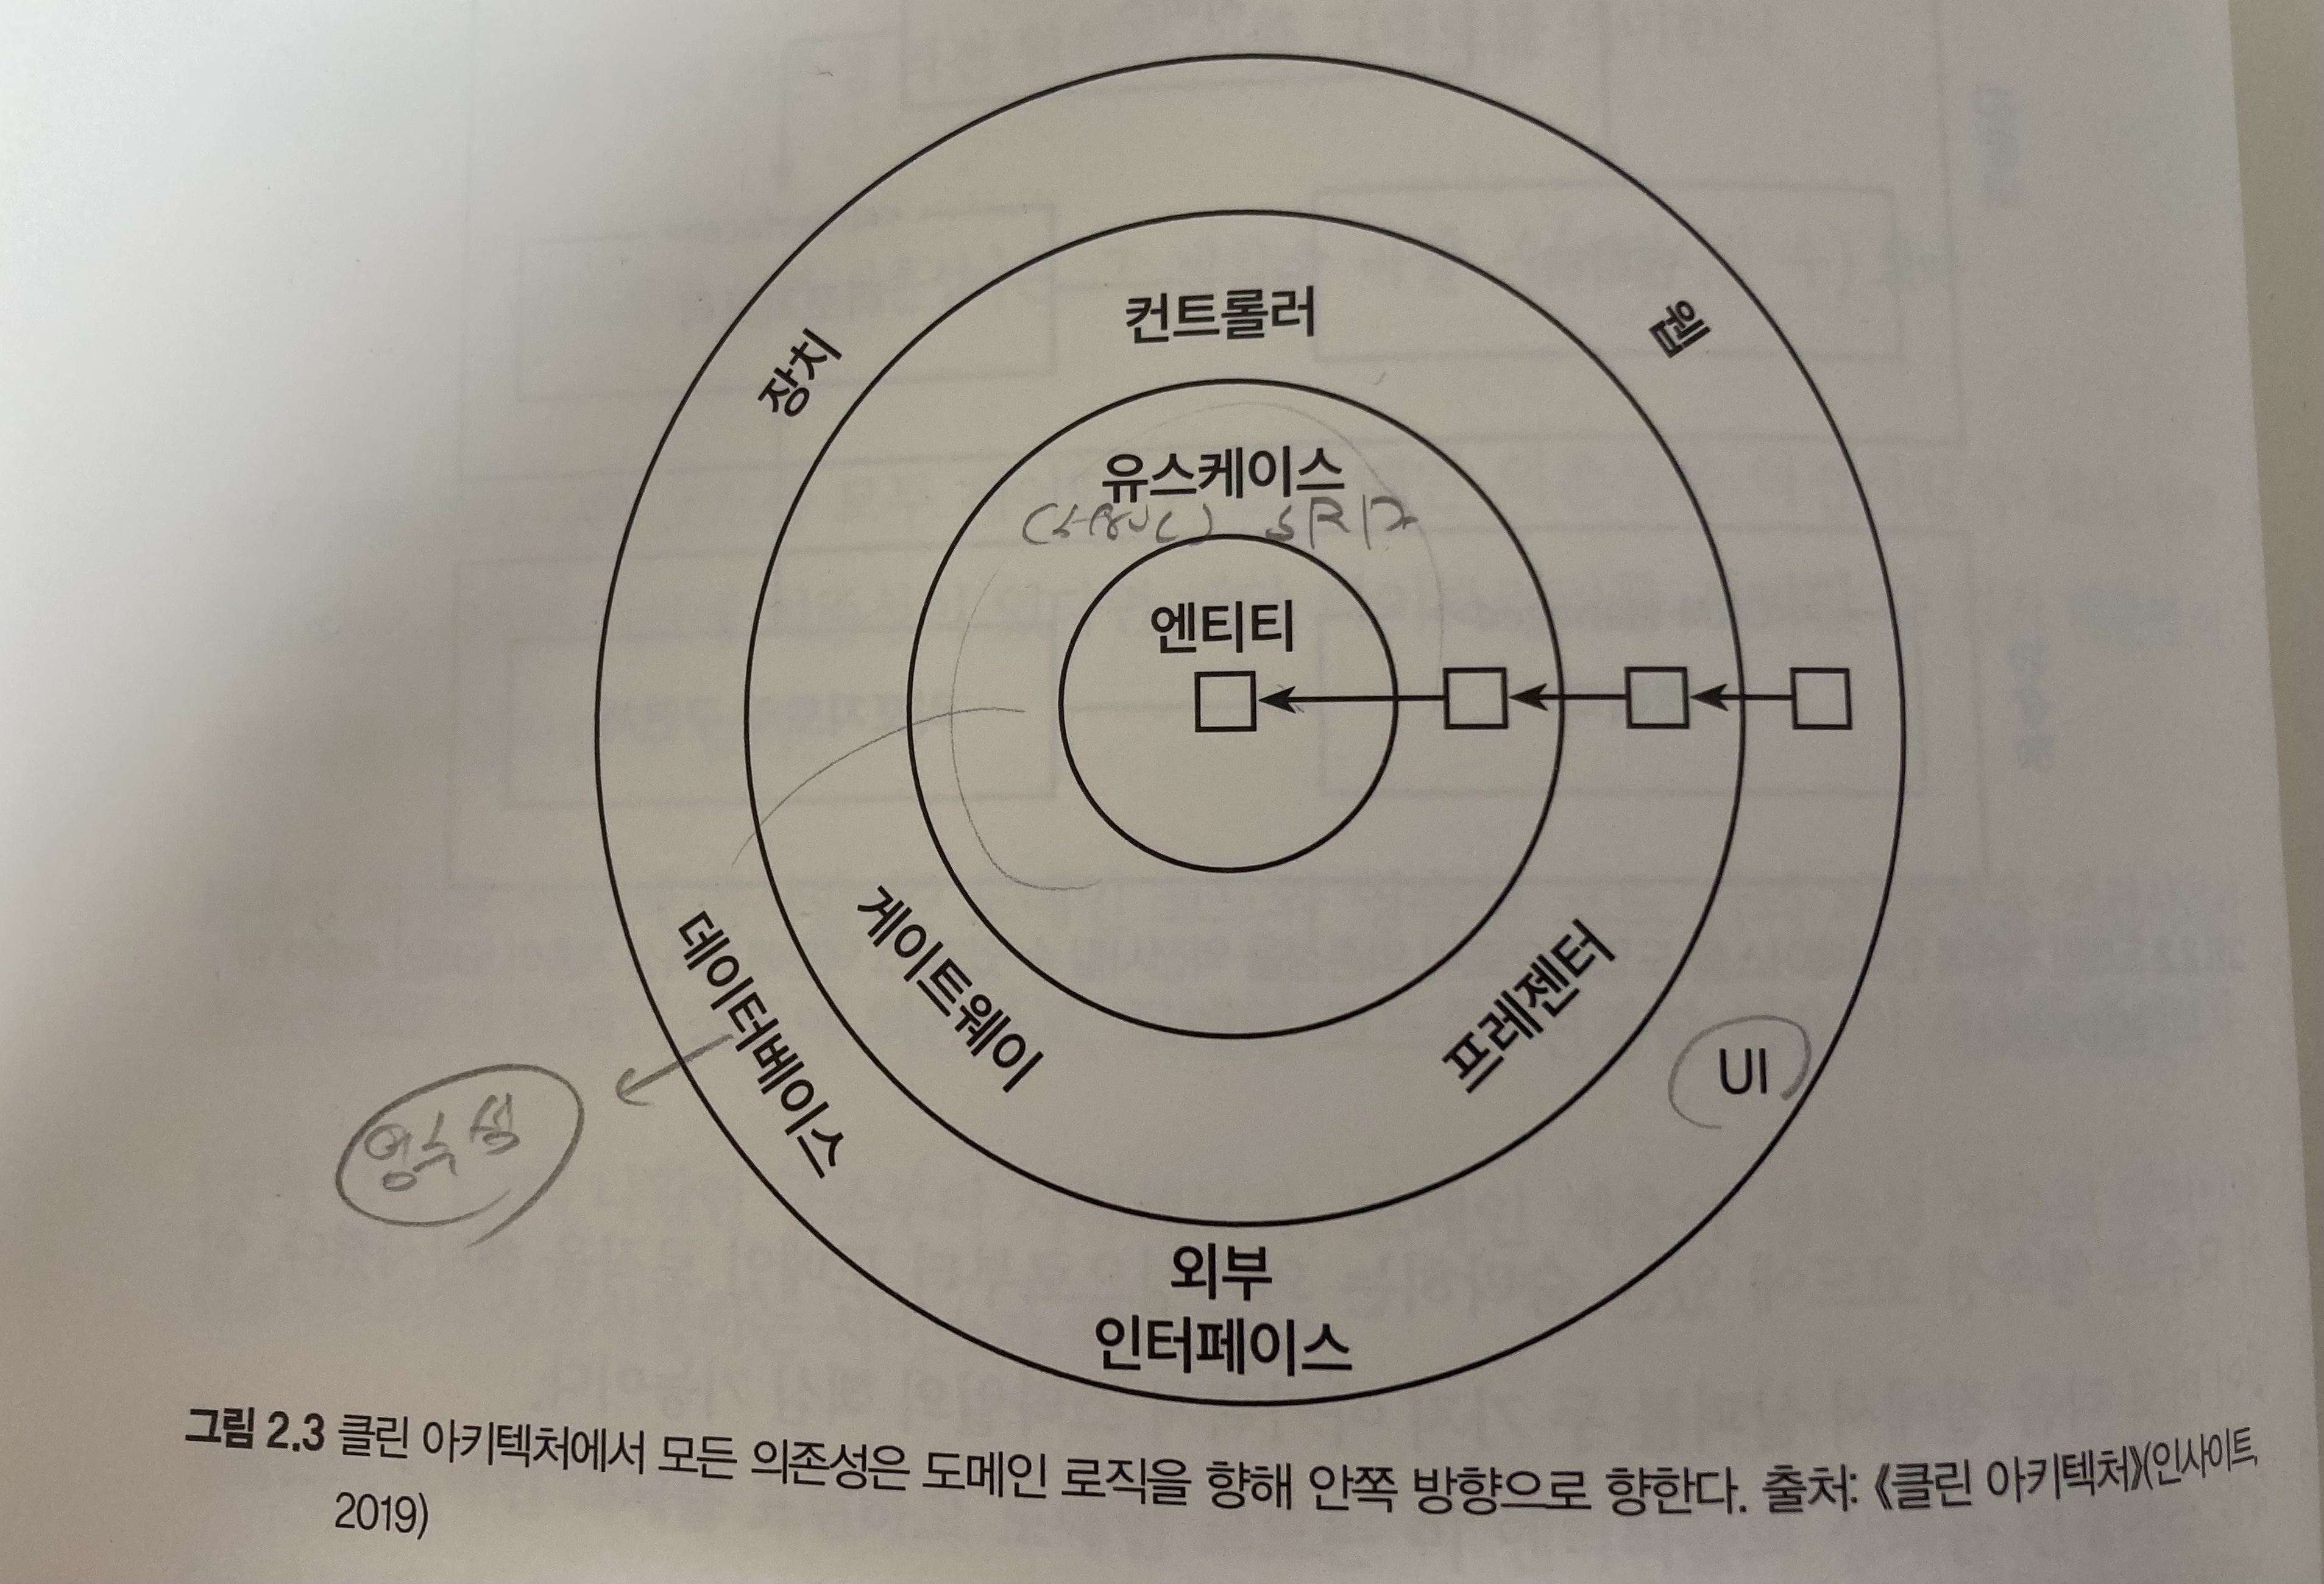 컨트롤러
장치
웹
유스케이스
엔티티
게이트웨이
프레젠터
데이터베이스
UI
영속성
외부
인터페이스
그림 2.3 클린 아키텍처에서 모든 의존성은 도메인 로직을 향해 안쪽 방향으로 향한다. 출처: 《클린 아키텍처》(인사이트,
2019)